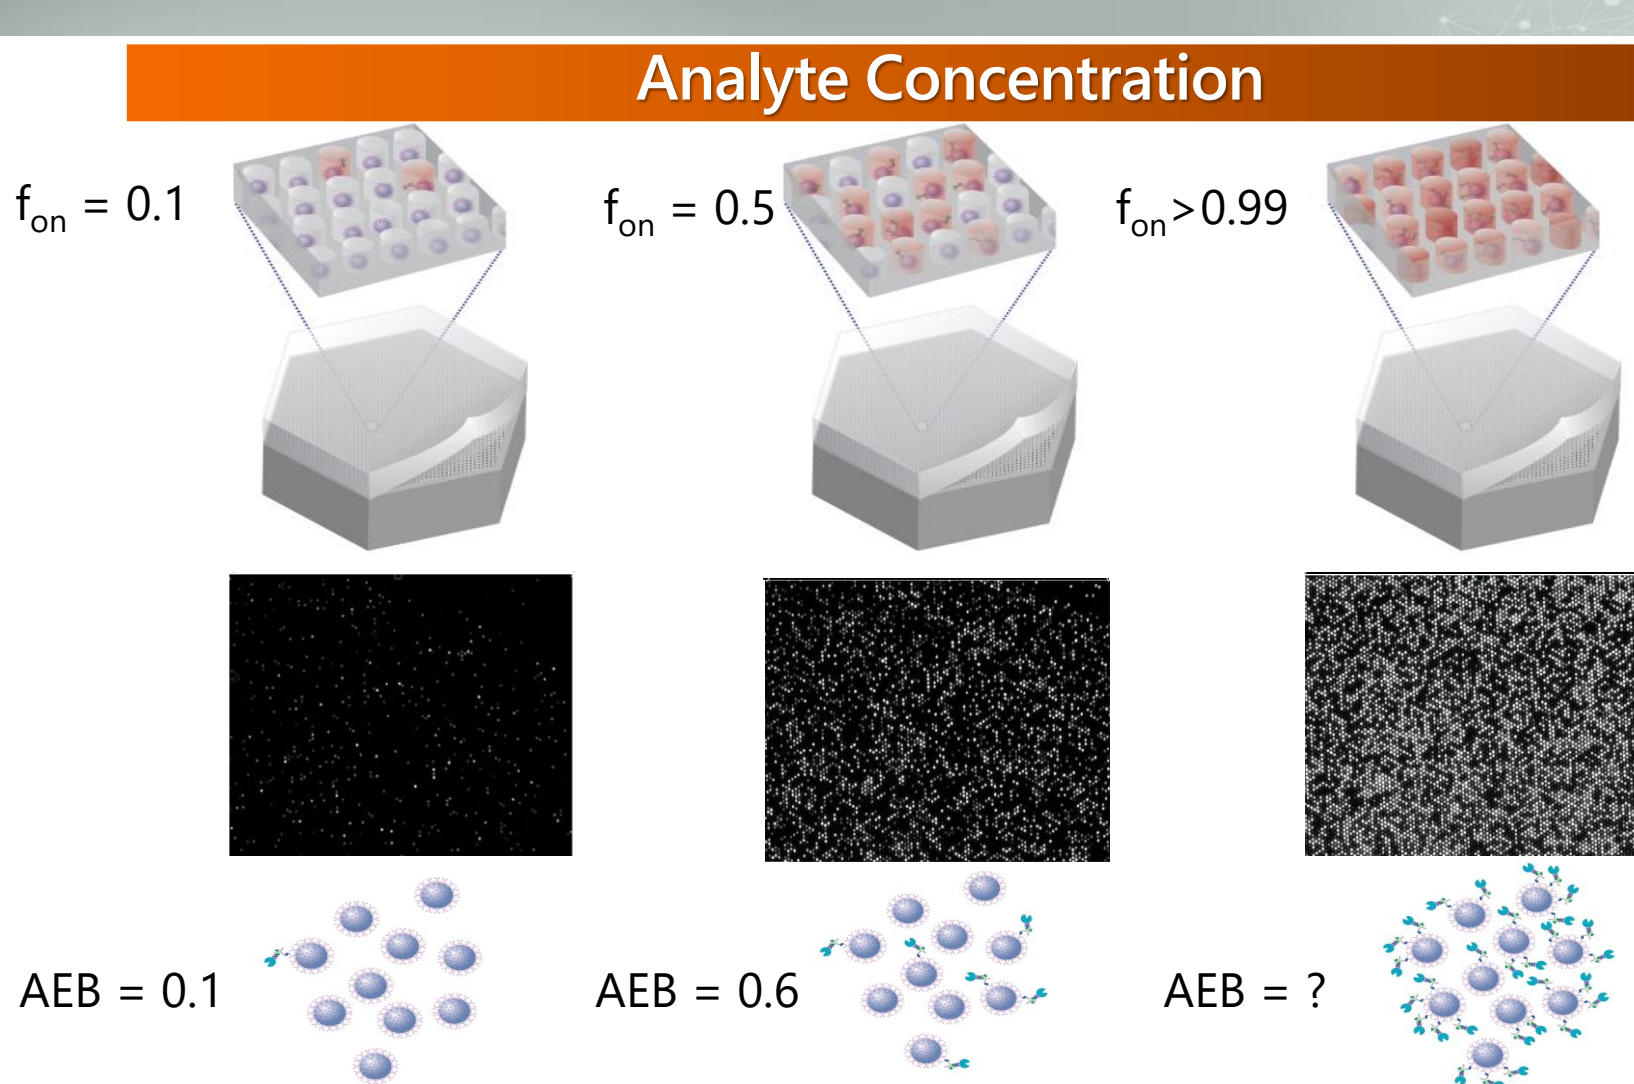 Analyte Concentration
fon = 0.1
fon = 0.5
fon>0.99
AEB = 0.1
AEB = 0.6
AEB = ?